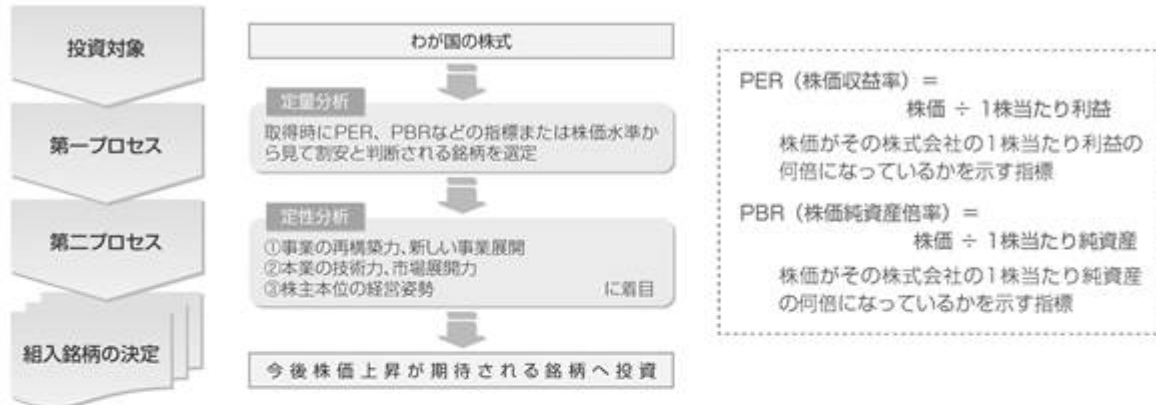 投資対象
わが国の株式
第一プロセス
定量分析
取得時にPER、PBRなどの指標または株価水準か
ら見て割安と判断される銘柄を選定
第二プロセス
定性分析
①事業の再構築力、新しい事業展開
②本業の技術力、市場展開力
③株主本位の経営姿勢 に着目
組入銘柄の決定
今後株価上昇が期待される銘柄へ投資
PER（株価収益率）＝
株価 ÷ 1株当たり利益
株価がその株式会社の1株当たり利益の
何倍になっているかを示す指標
PBR（株価純資産倍率）＝
株価 ÷ 1株当たり純資産
株価がその株式会社の1株当たり純資産
の何倍になっているかを示す指標